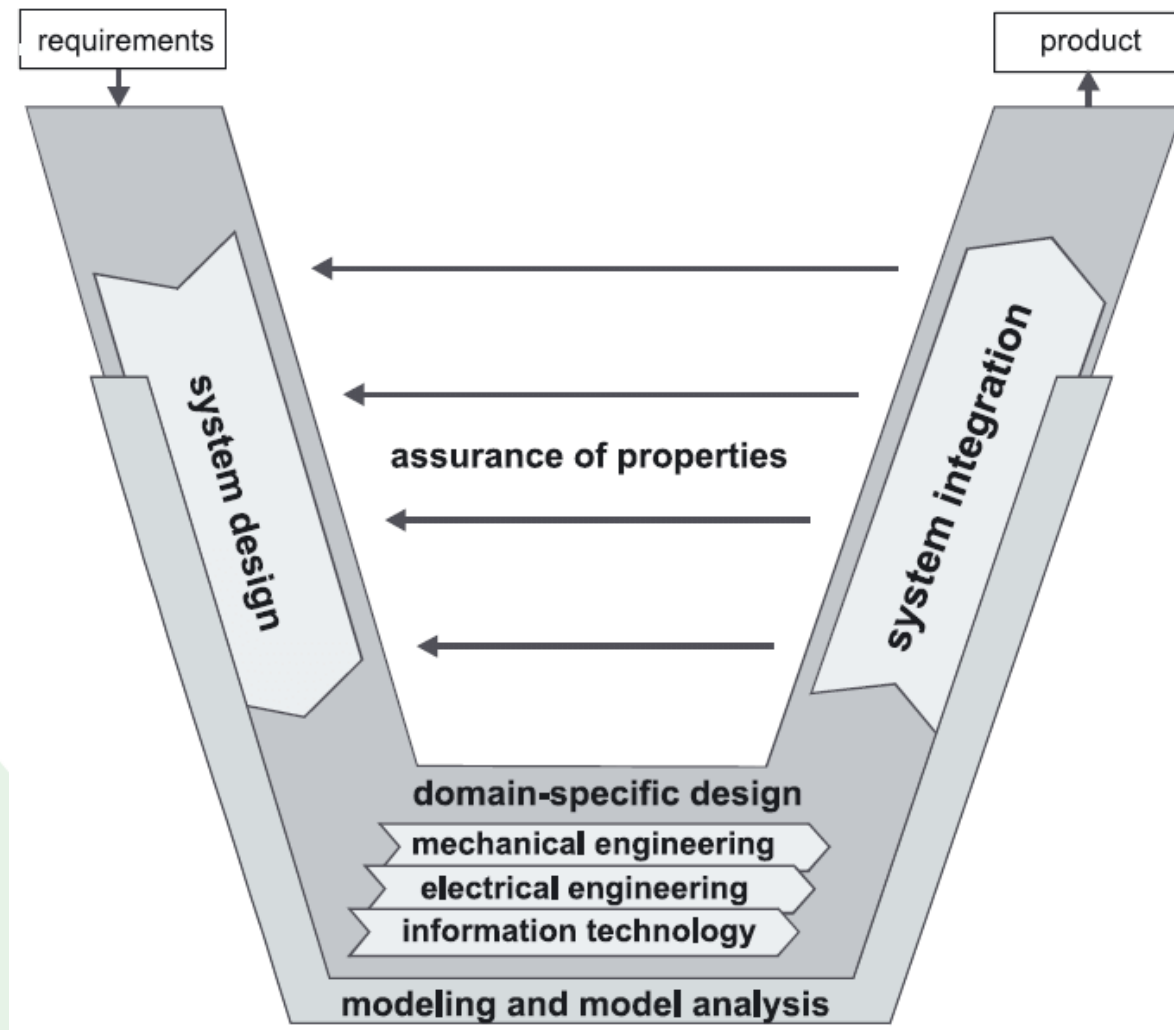 requirements
product
system design
system integration
assurance of properties
domain-specific design
mechanical engineering
electrical engineering
information technology
modeling and model analysis